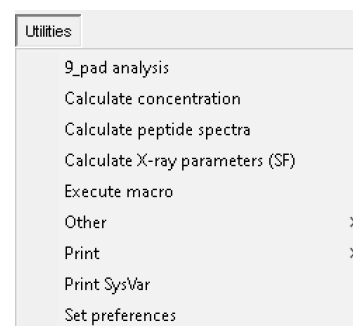 Utilities
9_pad analysis
Calculate concentration
Calculate peptide spectra
Calculate X-ray parameters (SF)
Execute macro
Other
Print
Print SysVar
Set preferences